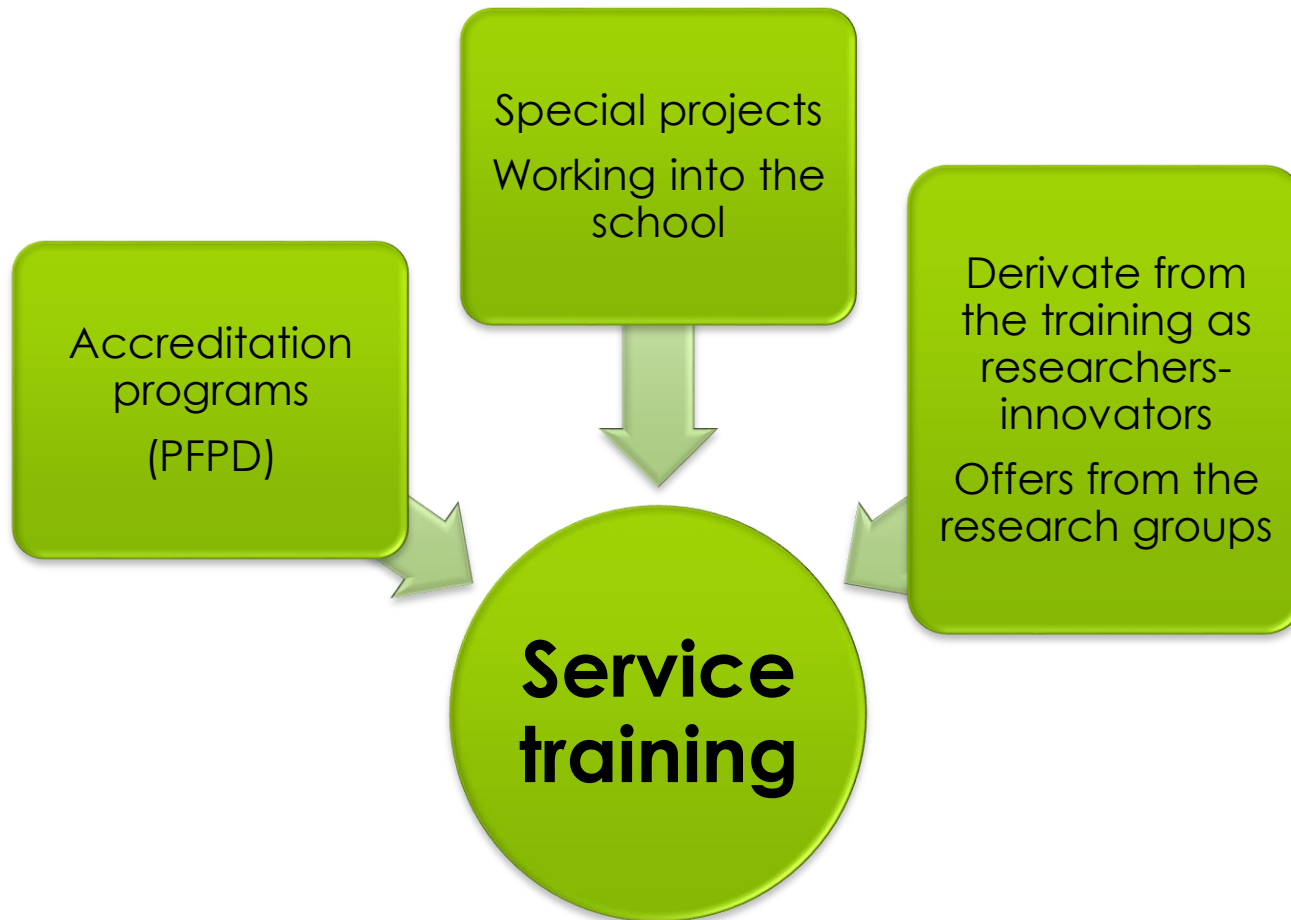 Special projects
Working into the
school
Accreditation
programs
(PFPD)
Derivate from
the training as
researchers-
innovators
Offers from the
research groups
Service
training